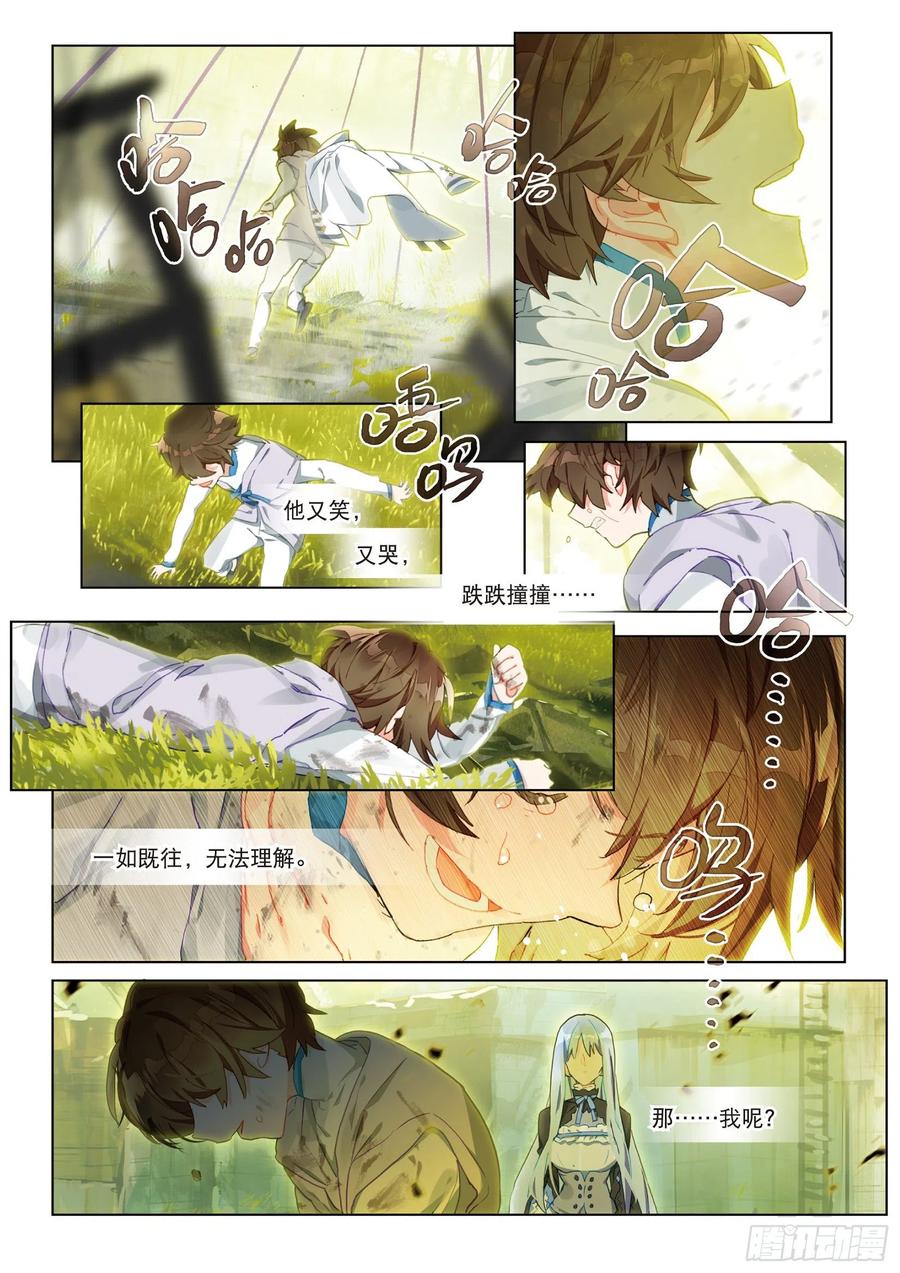 哈
哈哈
哈
哈
哈
哈
唔
呜
他又笑，
又哭，
跌跌撞撞……
哈……
一如既往，无法理解。
呜……
那……我呢？
腾讯动漫